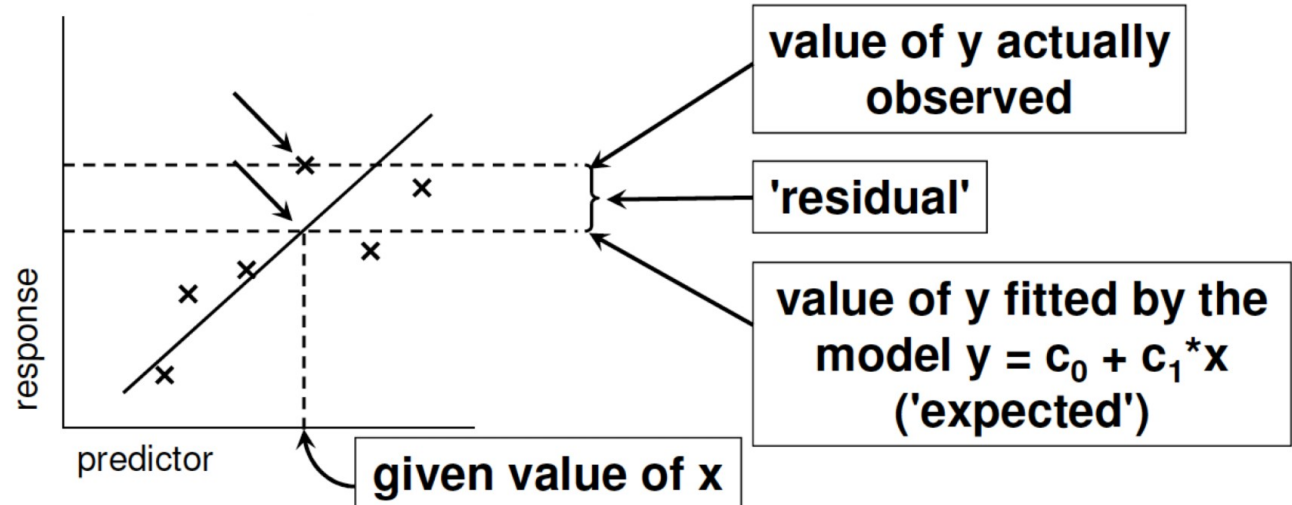 value of y actually
observed
'residual'
value of y fitted by the
model y = c₀ + c₁*x
('expected')
response
predictor
given value of x